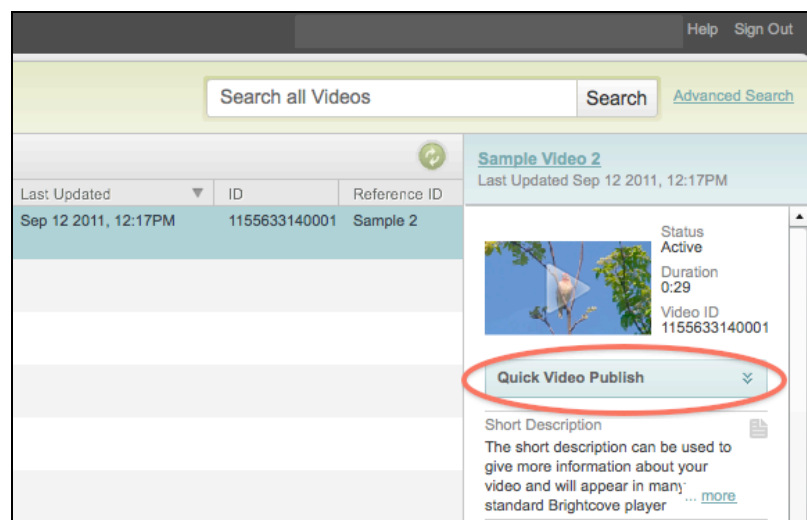 Help Sign Out
Search all Videos Search Advanced Search
Sample Video 2
Last Updated Sep 12 2011, 12:17PM
Last Updated ID Reference ID
Sep 12 2011, 12:17PM 1155633140001 Sample 2
Status
Active
Duration
0:29
Video ID
1155633140001
Quick Video Publish
Short Description
The short description can be used to
give more information about your
video and will appear in many
... more
standard Brightcove player